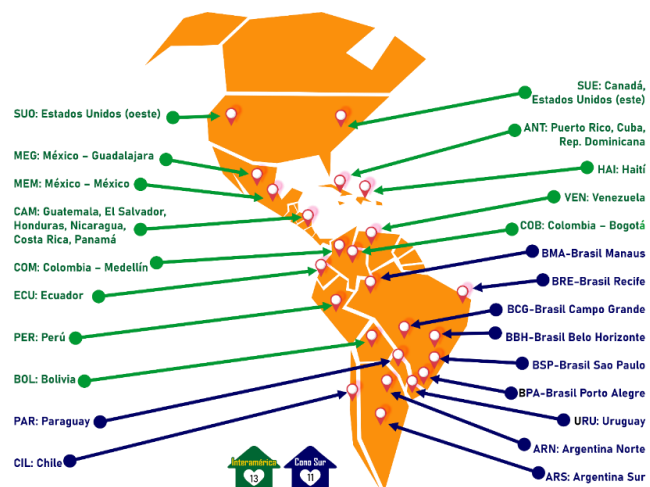 SUO: Estados Unidos (oeste)
MEG: México – Guadalajara
MEM: México – México
CAM: Guatemala, El Salvador,
Honduras, Nicaragua,
Costa Rica, Panamá
COM: Colombia – Medellín
ECU: Ecuador
PER: Perú
BOL: Bolivia
PAR: Paraguay
CIL: Chile
SUE: Canadá,
Estados Unidos (este)
ANT: Puerto Rico, Cuba,
Rep. Dominicana
HAI: Haití
VEN: Venezuela
COB: Colombia – Bogotá
BMA-Brasil Manaus
BRE-Brasil Recife
BCG-Brasil Campo Grande
BBH-Brasil Belo Horizonte
BSP-Brasil Sao Paulo
BPA-Brasil Porto Alegre
URU: Uruguay
ARN: Argentina Norte
ARS: Argentina Sur
Interamérica
13
Cono Sur
11